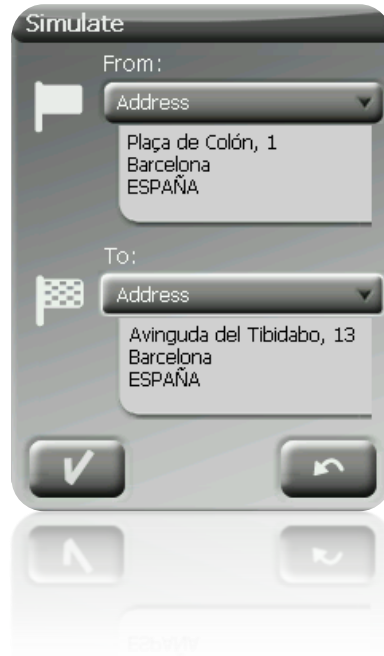 Simulate
From:
Address
Plaça de Colón, 1
Barcelona
ESPAÑA
To:
Address
Avinguda del Tibidabo, 13
Barcelona
ESPAÑA